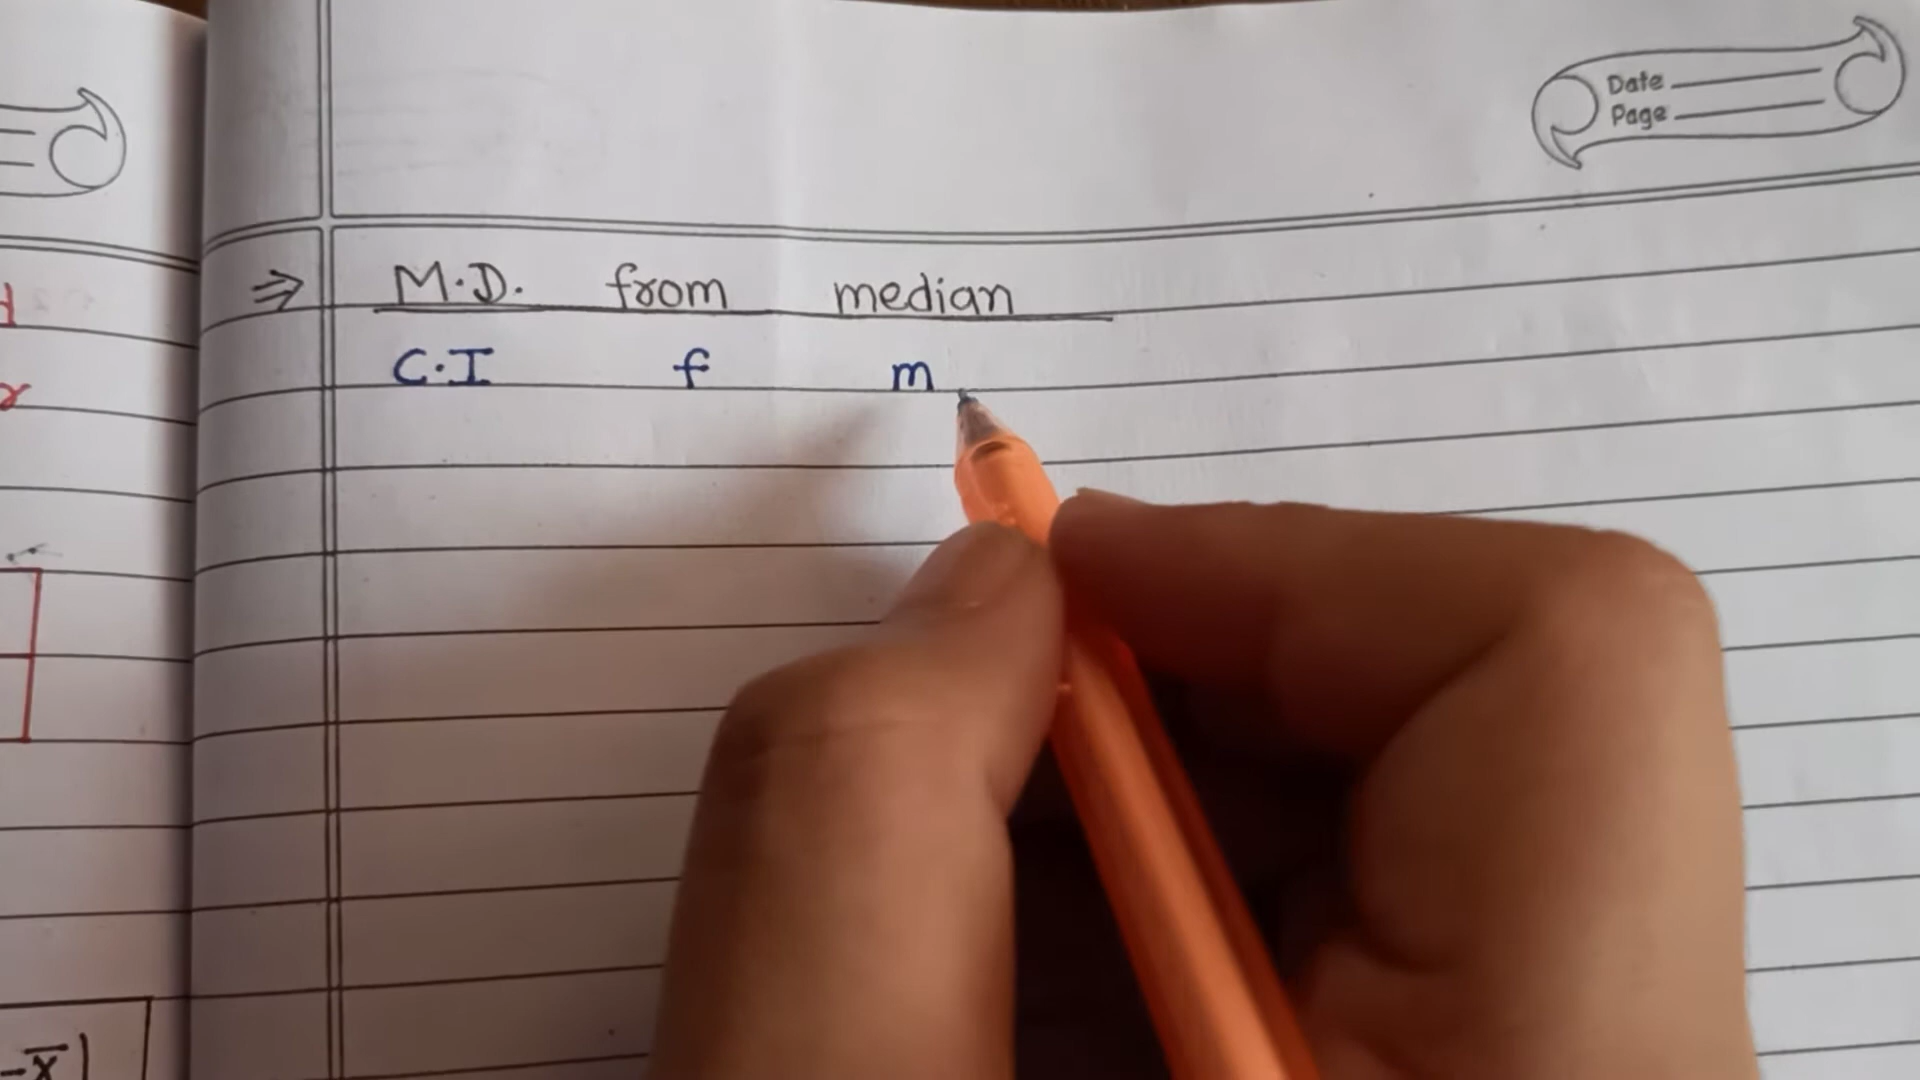 Date
Page
⇒ M.D. from median
C.I f m
-x̅|